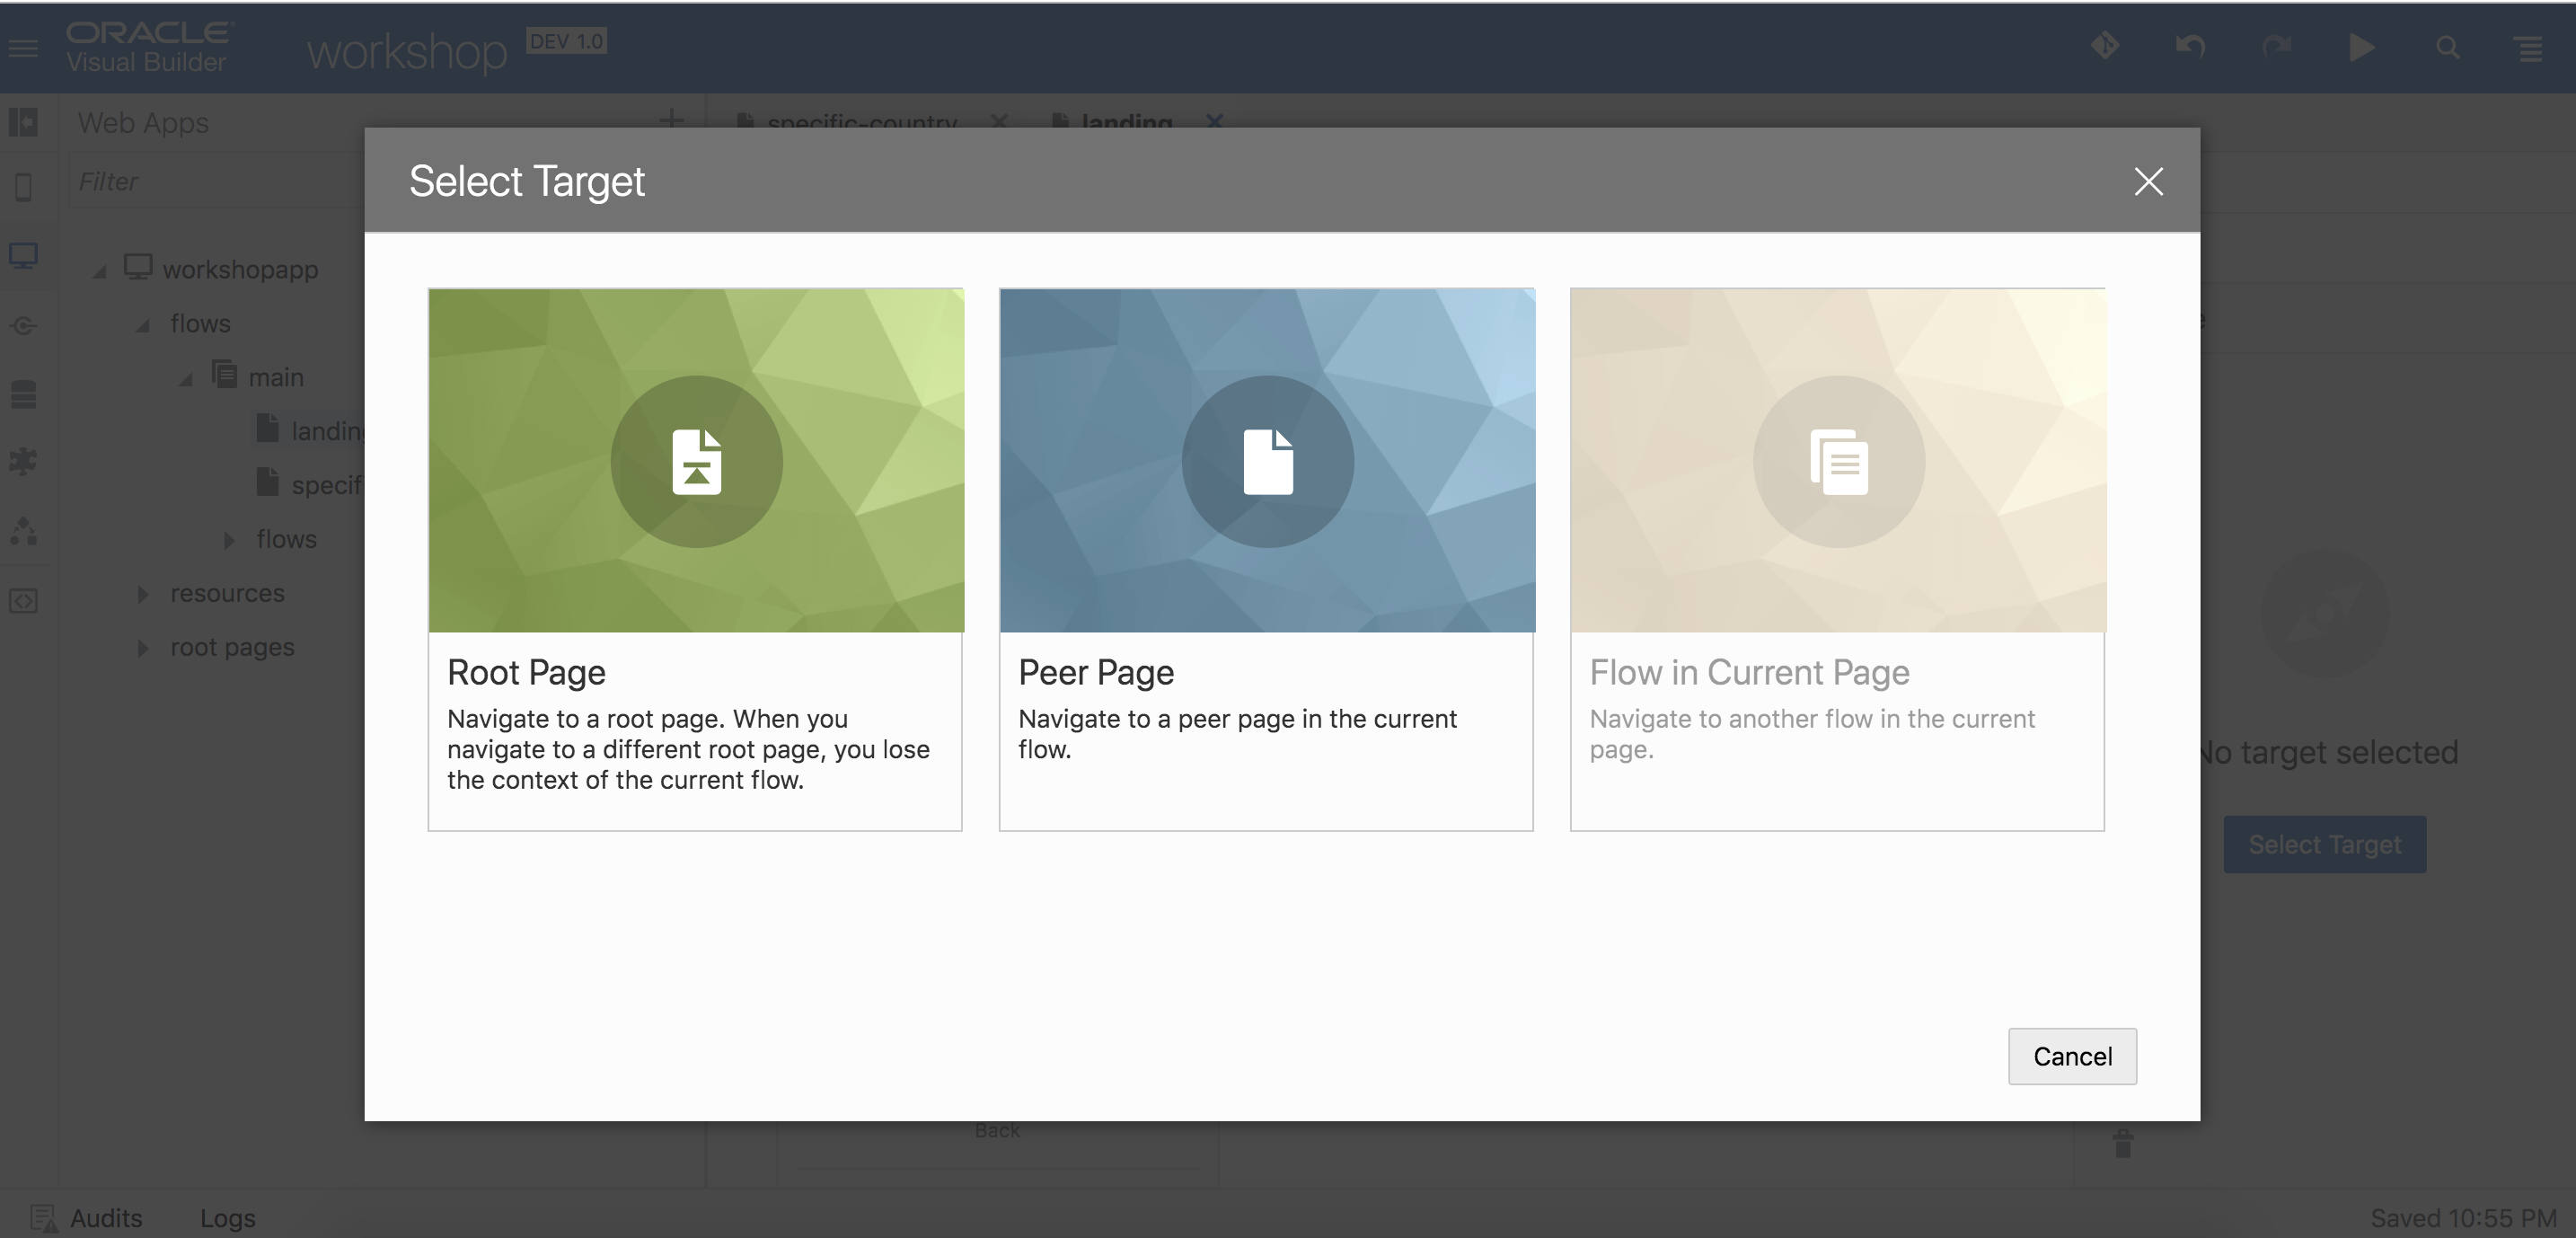 ORACLE
Visual Builder
workshop
DEV 1.0
Web Apps
specific-country
landing
Filter
Select Target
workshopapp
flows
main
landing
specif
flows
resources
root pages
Root Page
Navigate to a root page. When you
navigate to a different root page, you lose
the context of the current flow.
Peer Page
Navigate to a peer page in the current
flow.
Flow in Current Page
Navigate to another flow in the current
page.
No target selected
Select Target
Cancel
Back
Audits
Logs
Saved 10:55 PM